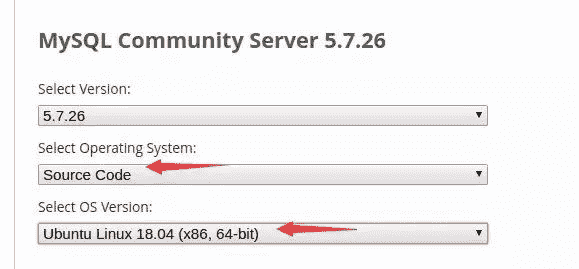 MySQL Community Server 5.7.26
Select Version:
5.7.26
Select Operating System:
Source Code
Select OS Version:
Ubuntu Linux 18.04 (x86, 64-bit)